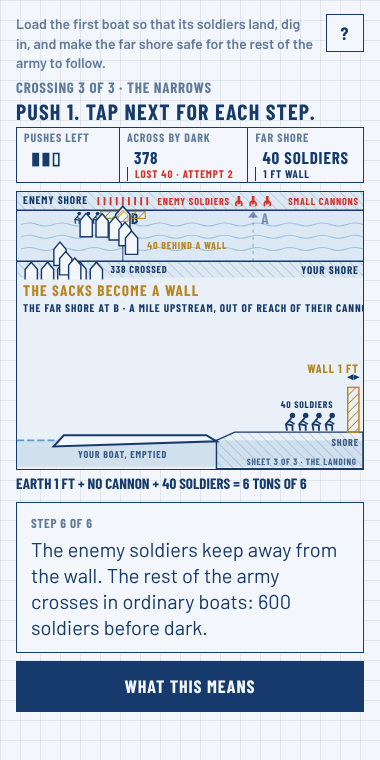 Load the first boat so that its soldiers land, dig
in, and make the far shore safe for the rest of the
army to follow.
?
CROSSING 3 OF 3 · THE NARROWS
PUSH 1. TAP NEXT FOR EACH STEP.
PUSHES LEFT
ACROSS BY DARK
378
LOST 40 · ATTEMPT 2
FAR SHORE
40 SOLDIERS
1 FT WALL
ENEMY SHORE
ENEMY SOLDIERS
SMALL CANNONS
B
A
40 BEHIND A WALL
338 CROSSED
YOUR SHORE
THE SACKS BECOME A WALL
THE FAR SHORE AT B · A MILE UPSTREAM, OUT OF REACH OF THEIR CANN
WALL 1 FT
40 SOLDIERS
SHORE
YOUR BOAT, EMPTIED
SHEET 3 OF 3 · THE LANDING
EARTH 1 FT + NO CANNON + 40 SOLDIERS = 6 TONS OF 6
STEP 6 OF 6
The enemy soldiers keep away from
the wall. The rest of the army
crosses in ordinary boats: 600
soldiers before dark.
WHAT THIS MEANS